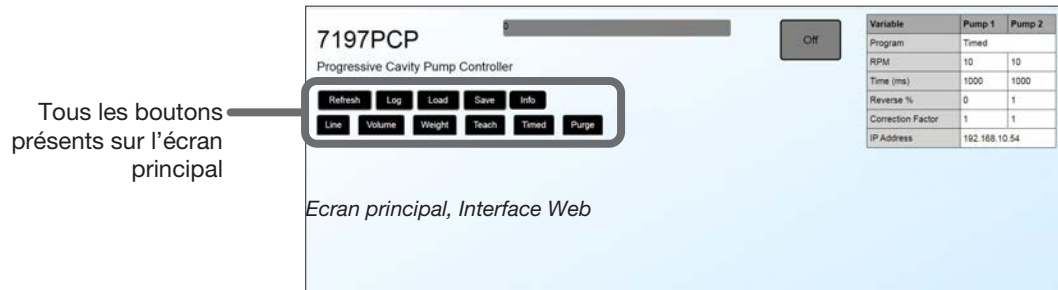 Tous les boutons
présents sur l'écran
principal
7197PCP
Progressive Cavity Pump Controller
0
Off
Refresh Log Load Save Info
Line Volume Weight Teach Timed Purge
Variable Pump 1 Pump 2
Program Timed
RPM 10 10
Time (ms) 1000 1000
Reverse % 0 1
Correction Factor 1 1
IP Address 192.168.10.54
Ecran principal, Interface Web